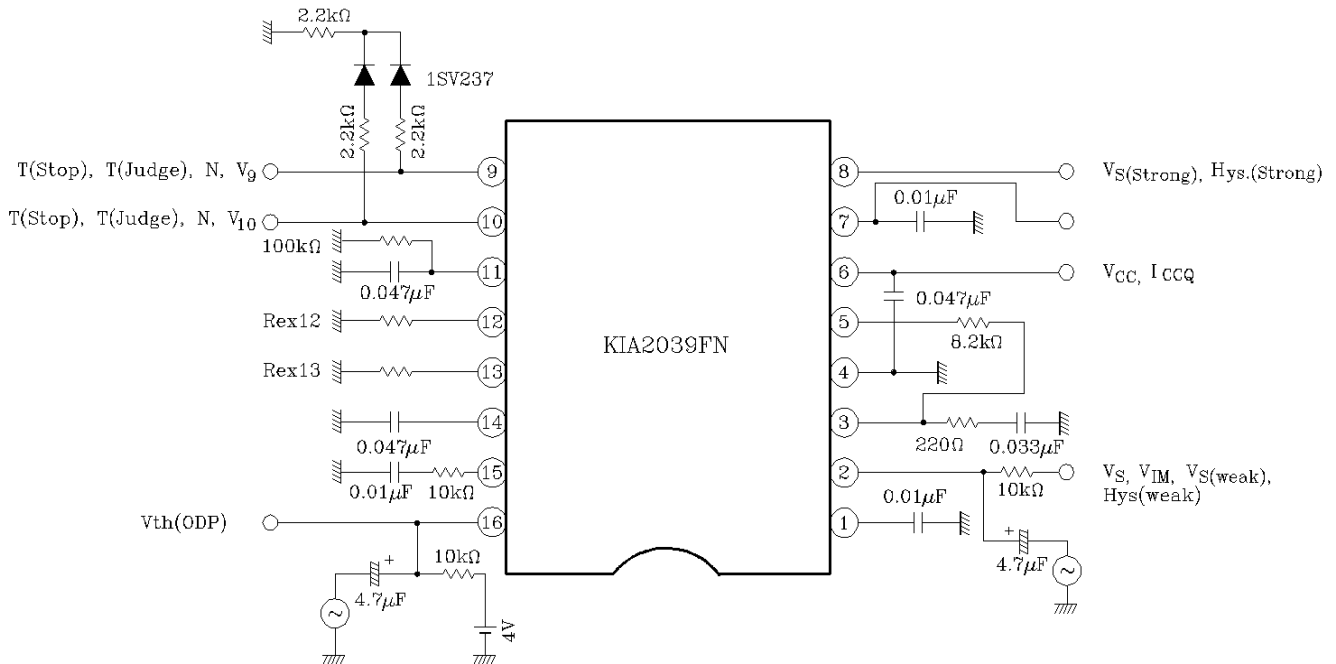 2.2kΩ
1SV237
2.2kΩ
2.2kΩ
T(Stop), T(Judge), N, V9
9
8
VS(Strong), Hys.(Strong)
0.01μF
T(Stop), T(Judge), N, V10
10
7
100kΩ
11
6
VCC, ICCQ
0.047μF
0.047μF
Rex12
12
5
8.2kΩ
KIA2039FN
Rex13
13
4
14
3
0.047μF
220Ω
0.033μF
15
2
VS, VIM, VS(weak),
Hys(weak)
0.01μF
10kΩ
10kΩ
0.01μF
Vth(ODP)
16
1
+
10kΩ
4.7μF
+
4.7μF
4V